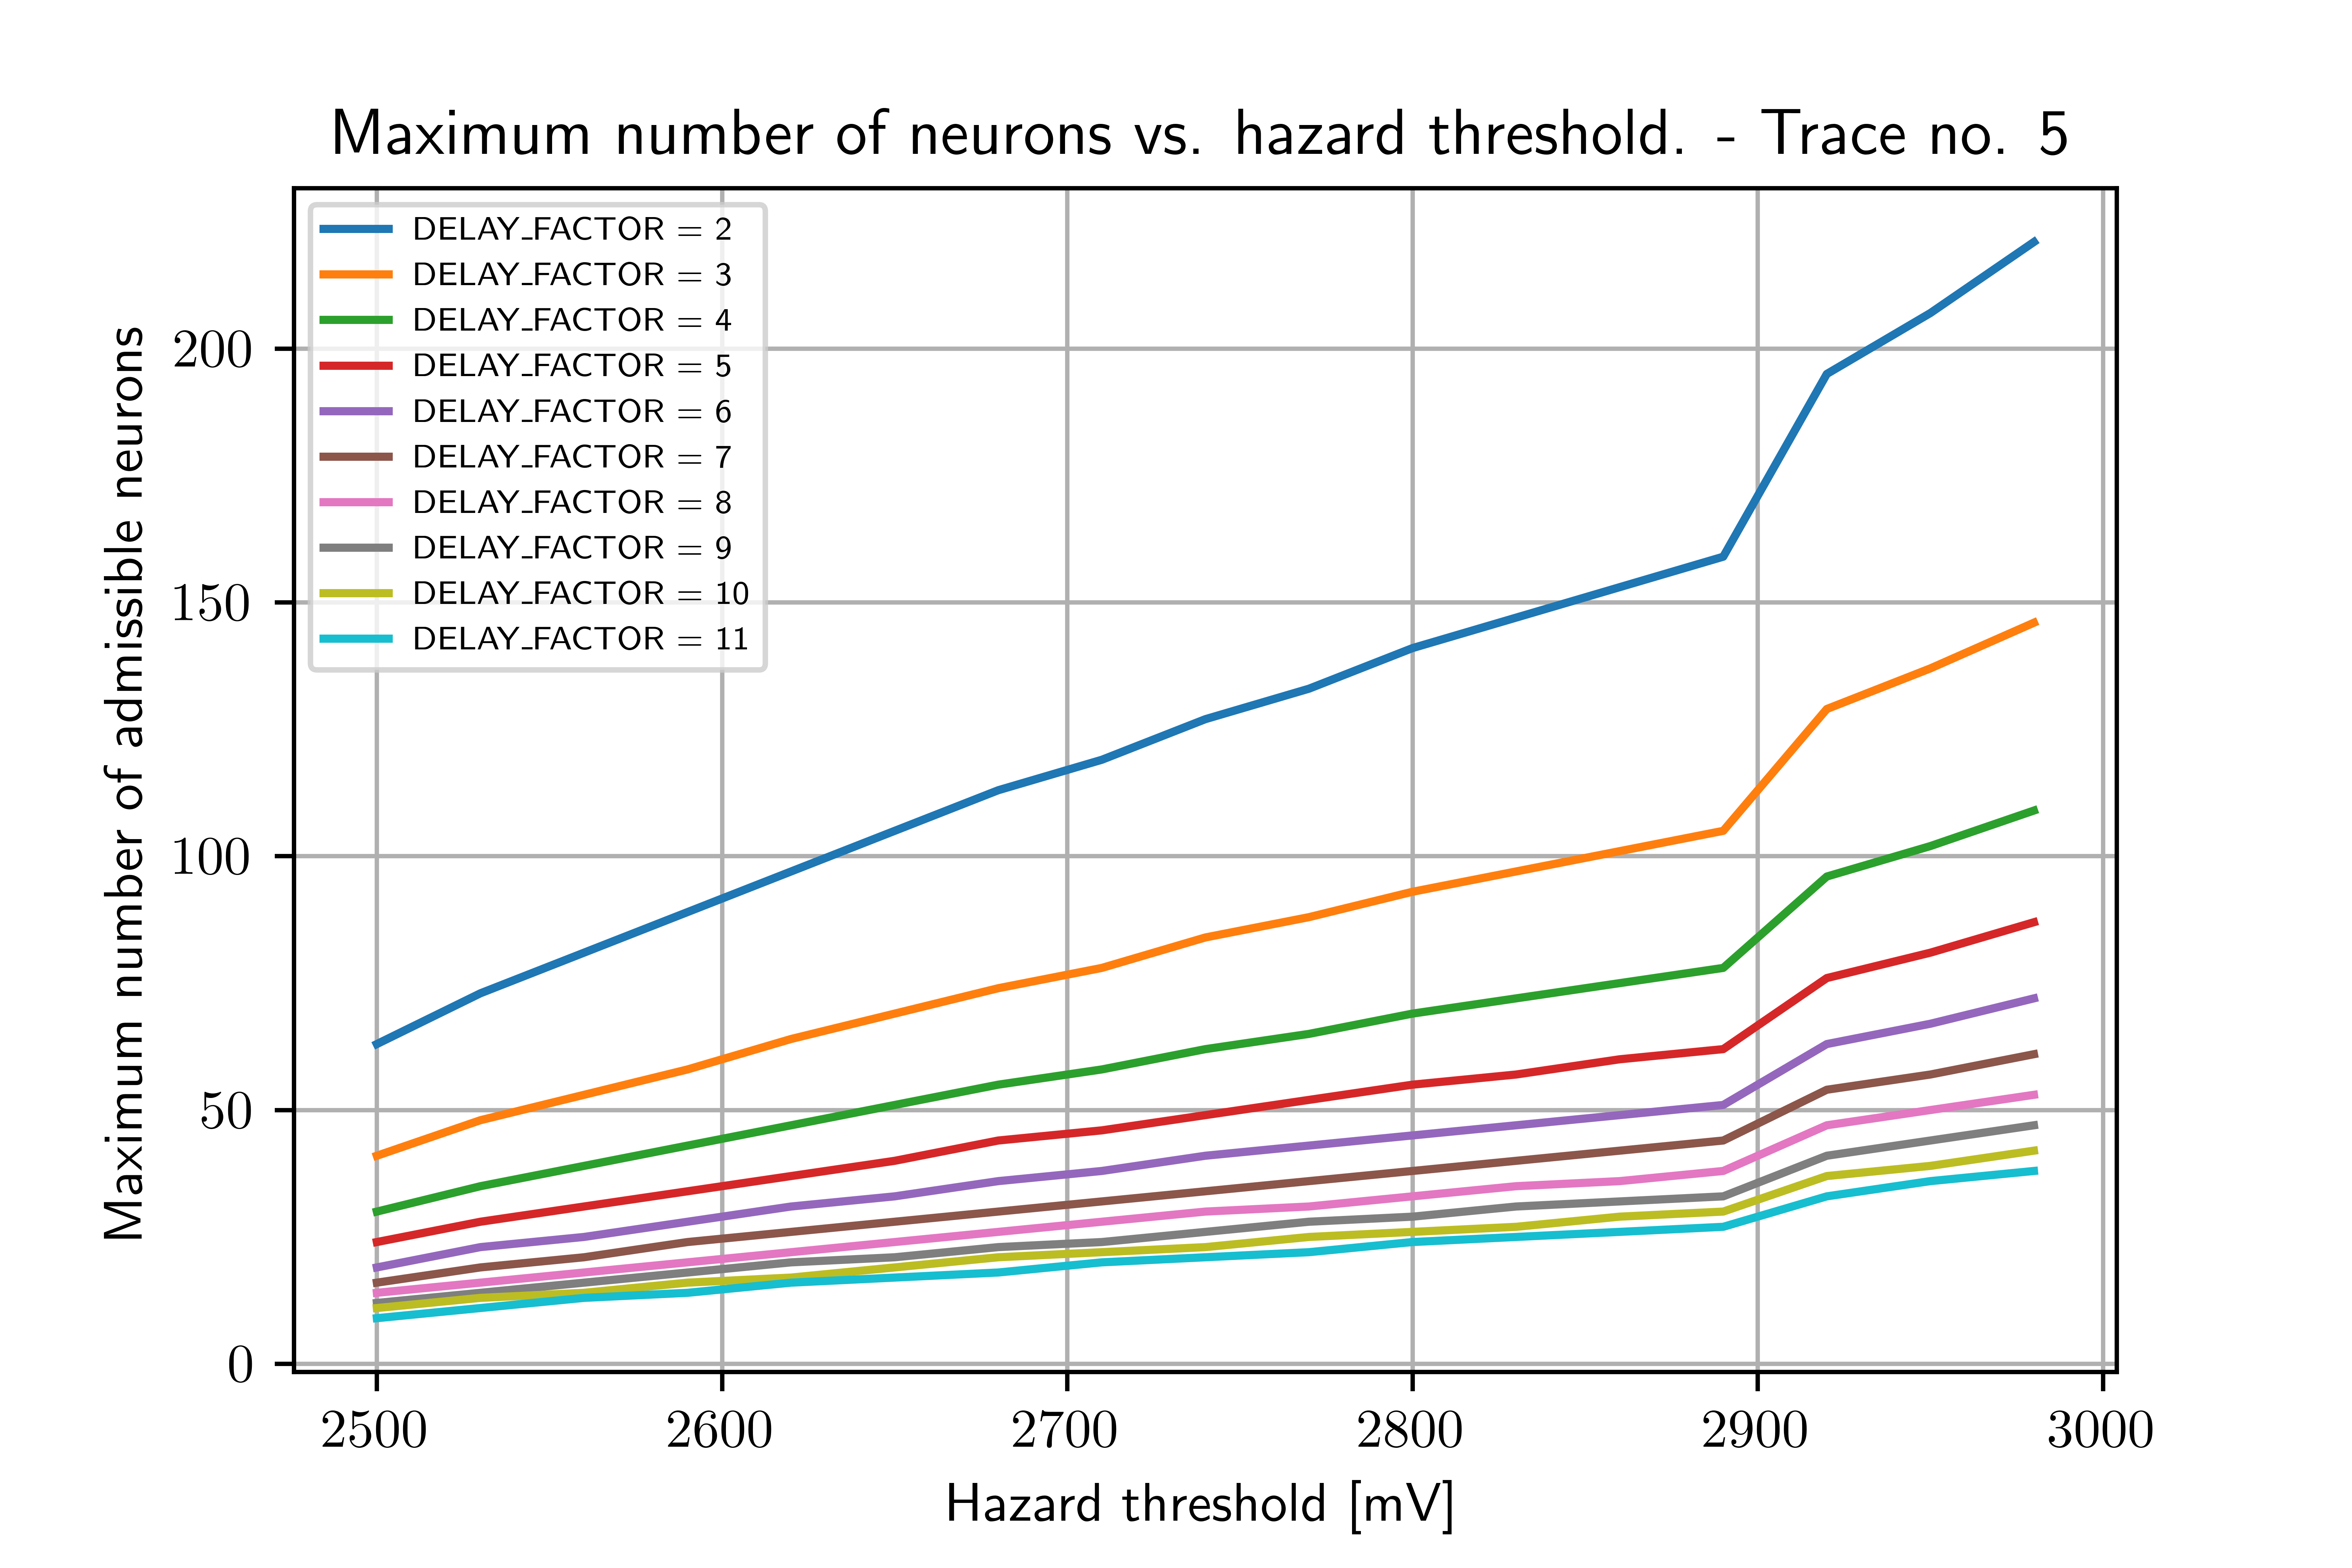 Maximum number of neurons vs. hazard threshold. - Trace no. 5
DELAY_FACTOR = 2
DELAY_FACTOR = 3
DELAY_FACTOR = 4
DELAY_FACTOR = 5
DELAY_FACTOR = 6
DELAY_FACTOR = 7
DELAY_FACTOR = 8
DELAY_FACTOR = 9
DELAY_FACTOR = 10
DELAY_FACTOR = 11
Maximum number of admissible neurons
200
150
100
50
0
2500 2600 2700 2800 2900 3000
Hazard threshold [mV]